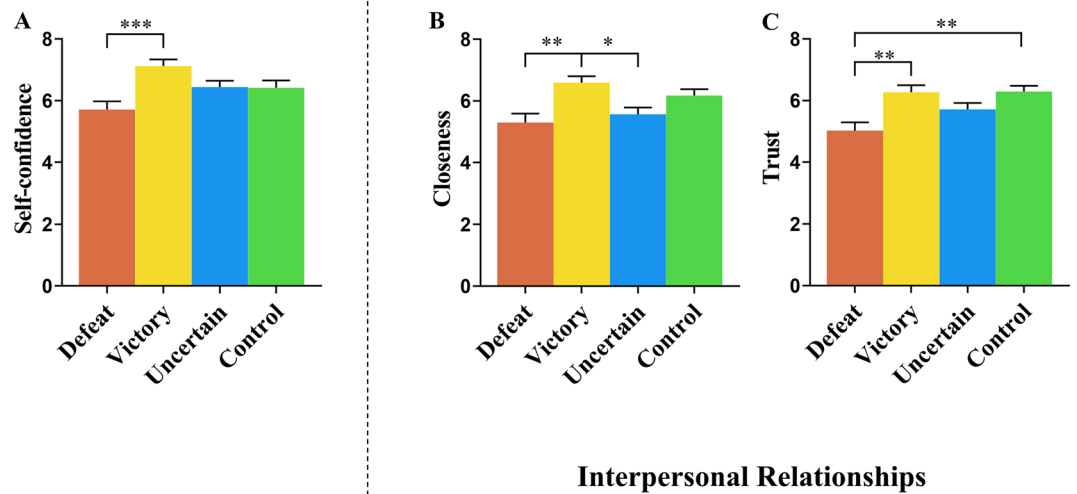 A
Self-confidence
8
6
4
2
0
***
Defeat
Victory
Uncertain
Control
B
Closeness
8
6
4
2
0
**
*
Defeat
Victory
Uncertain
Control
C
Trust
8
6
4
2
0
**
**
Defeat
Victory
Uncertain
Control
Interpersonal Relationships